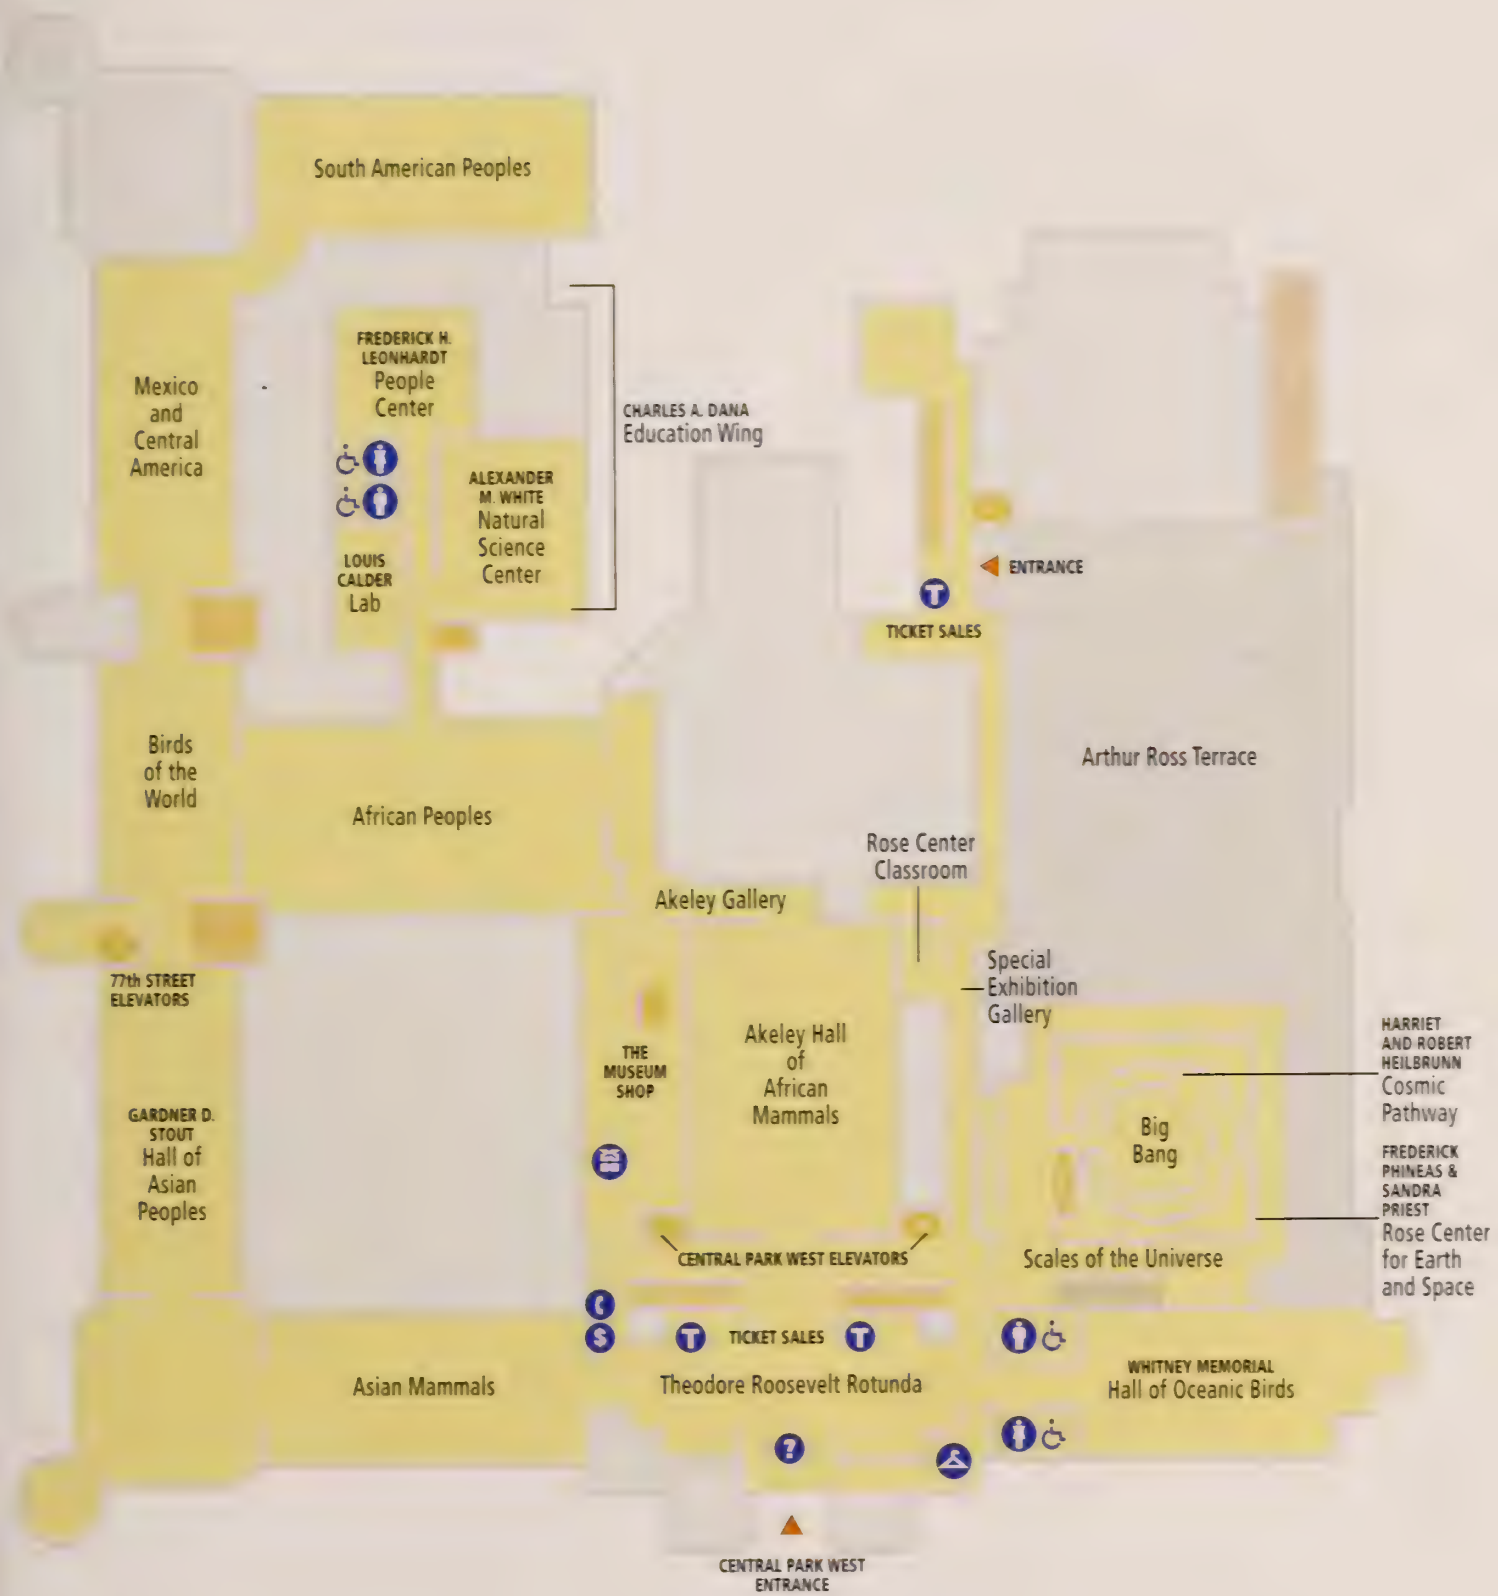 South American Peoples
FREDERICK H.
LEONHARDT
People
Center
Mexico
and
Central
America
CHARLES A. DANA
Education Wing
ALEXANDER
M. WHITE
Natural
Science
Center
LOUIS
CALDER
Lab
ENTRANCE
T
TICKET SALES
Birds
of the
World
African Peoples
Arthur Ross Terrace
Rose Center
Classroom
Akeley Gallery
77th STREET
ELEVATORS
Special
Exhibition
Gallery
THE
MUSEUM
SHOP
Akeley Hall
of
African
Mammals
HARRIET
AND ROBERT
HEILBRUNN
Cosmic
Pathway
GARDNER D.
STOUT
Hall of
Asian
Peoples
Big
Bang
FREDERICK
PHINEAS &
SANDRA
PRIEST
Rose Center
for Earth
and Space
CENTRAL PARK WEST ELEVATORS
Scales of the Universe
$
T
TICKET SALES
T
Asian Mammals
Theodore Roosevelt Rotunda
WHITNEY MEMORIAL
Hall of Oceanic Birds
?
CENTRAL PARK WEST
ENTRANCE